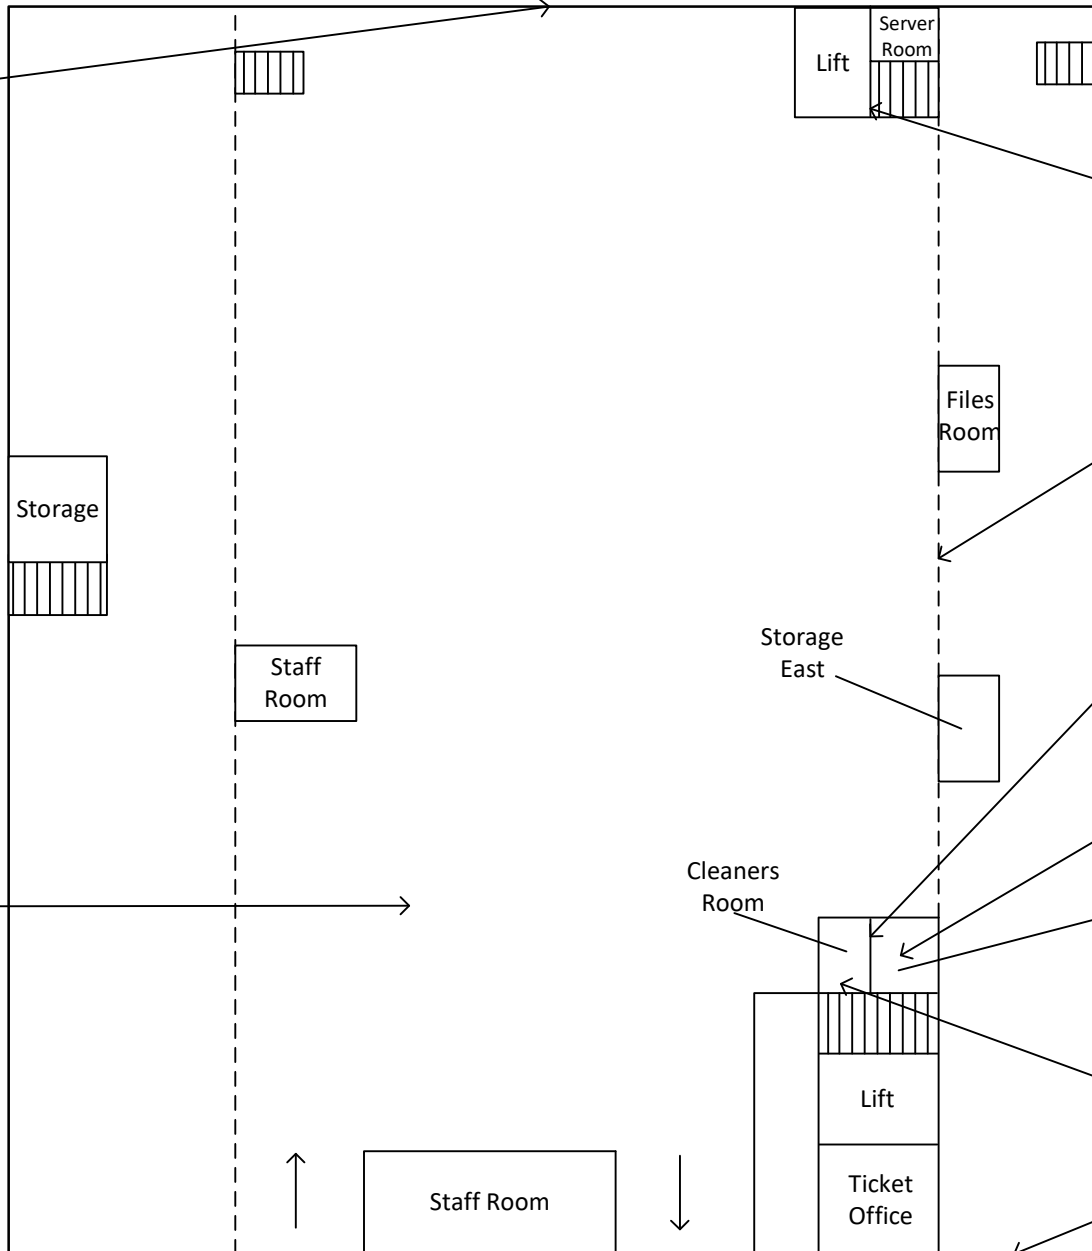 Server
Room
Lift
Files
Room
Storage
Storage
East
Staff
Room
Cleaners
Room
Lift
Ticket
Office
Staff Room